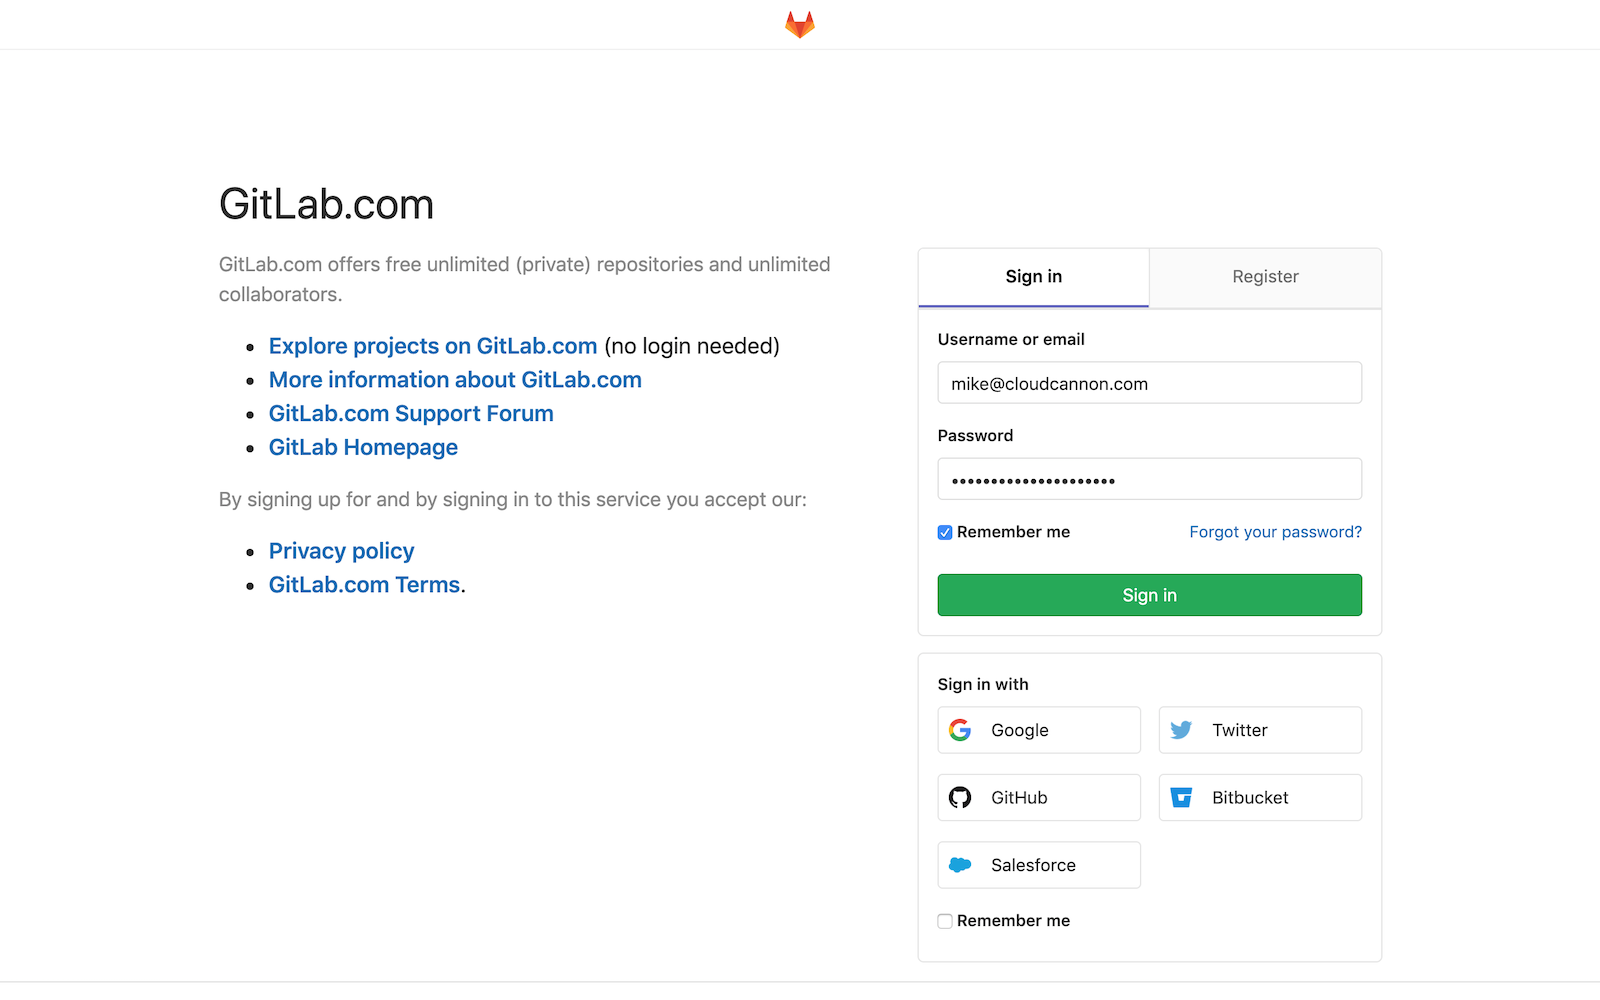 GitLab.com
GitLab.com offers free unlimited (private) repositories and unlimited
collaborators.
Explore projects on GitLab.com (no login needed)
More information about GitLab.com
GitLab.com Support Forum
GitLab Homepage
By signing up for and by signing in to this service you accept our:
Privacy policy
GitLab.com Terms.
Sign in
Register
Username or email
mike@cloudcannon.com
Password
•••••••••••••••••••••
Remember me
Forgot your password?
Sign in
Sign in with
Google
Twitter
GitHub
Bitbucket
Salesforce
Remember me